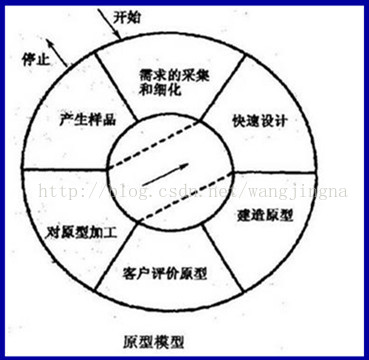 开始
停止
需求的采集
和细化
产生样品
快速设计
http://blog.csdn.net/wangjingna
对原型加工
建造原型
客户评价原型
原型模型